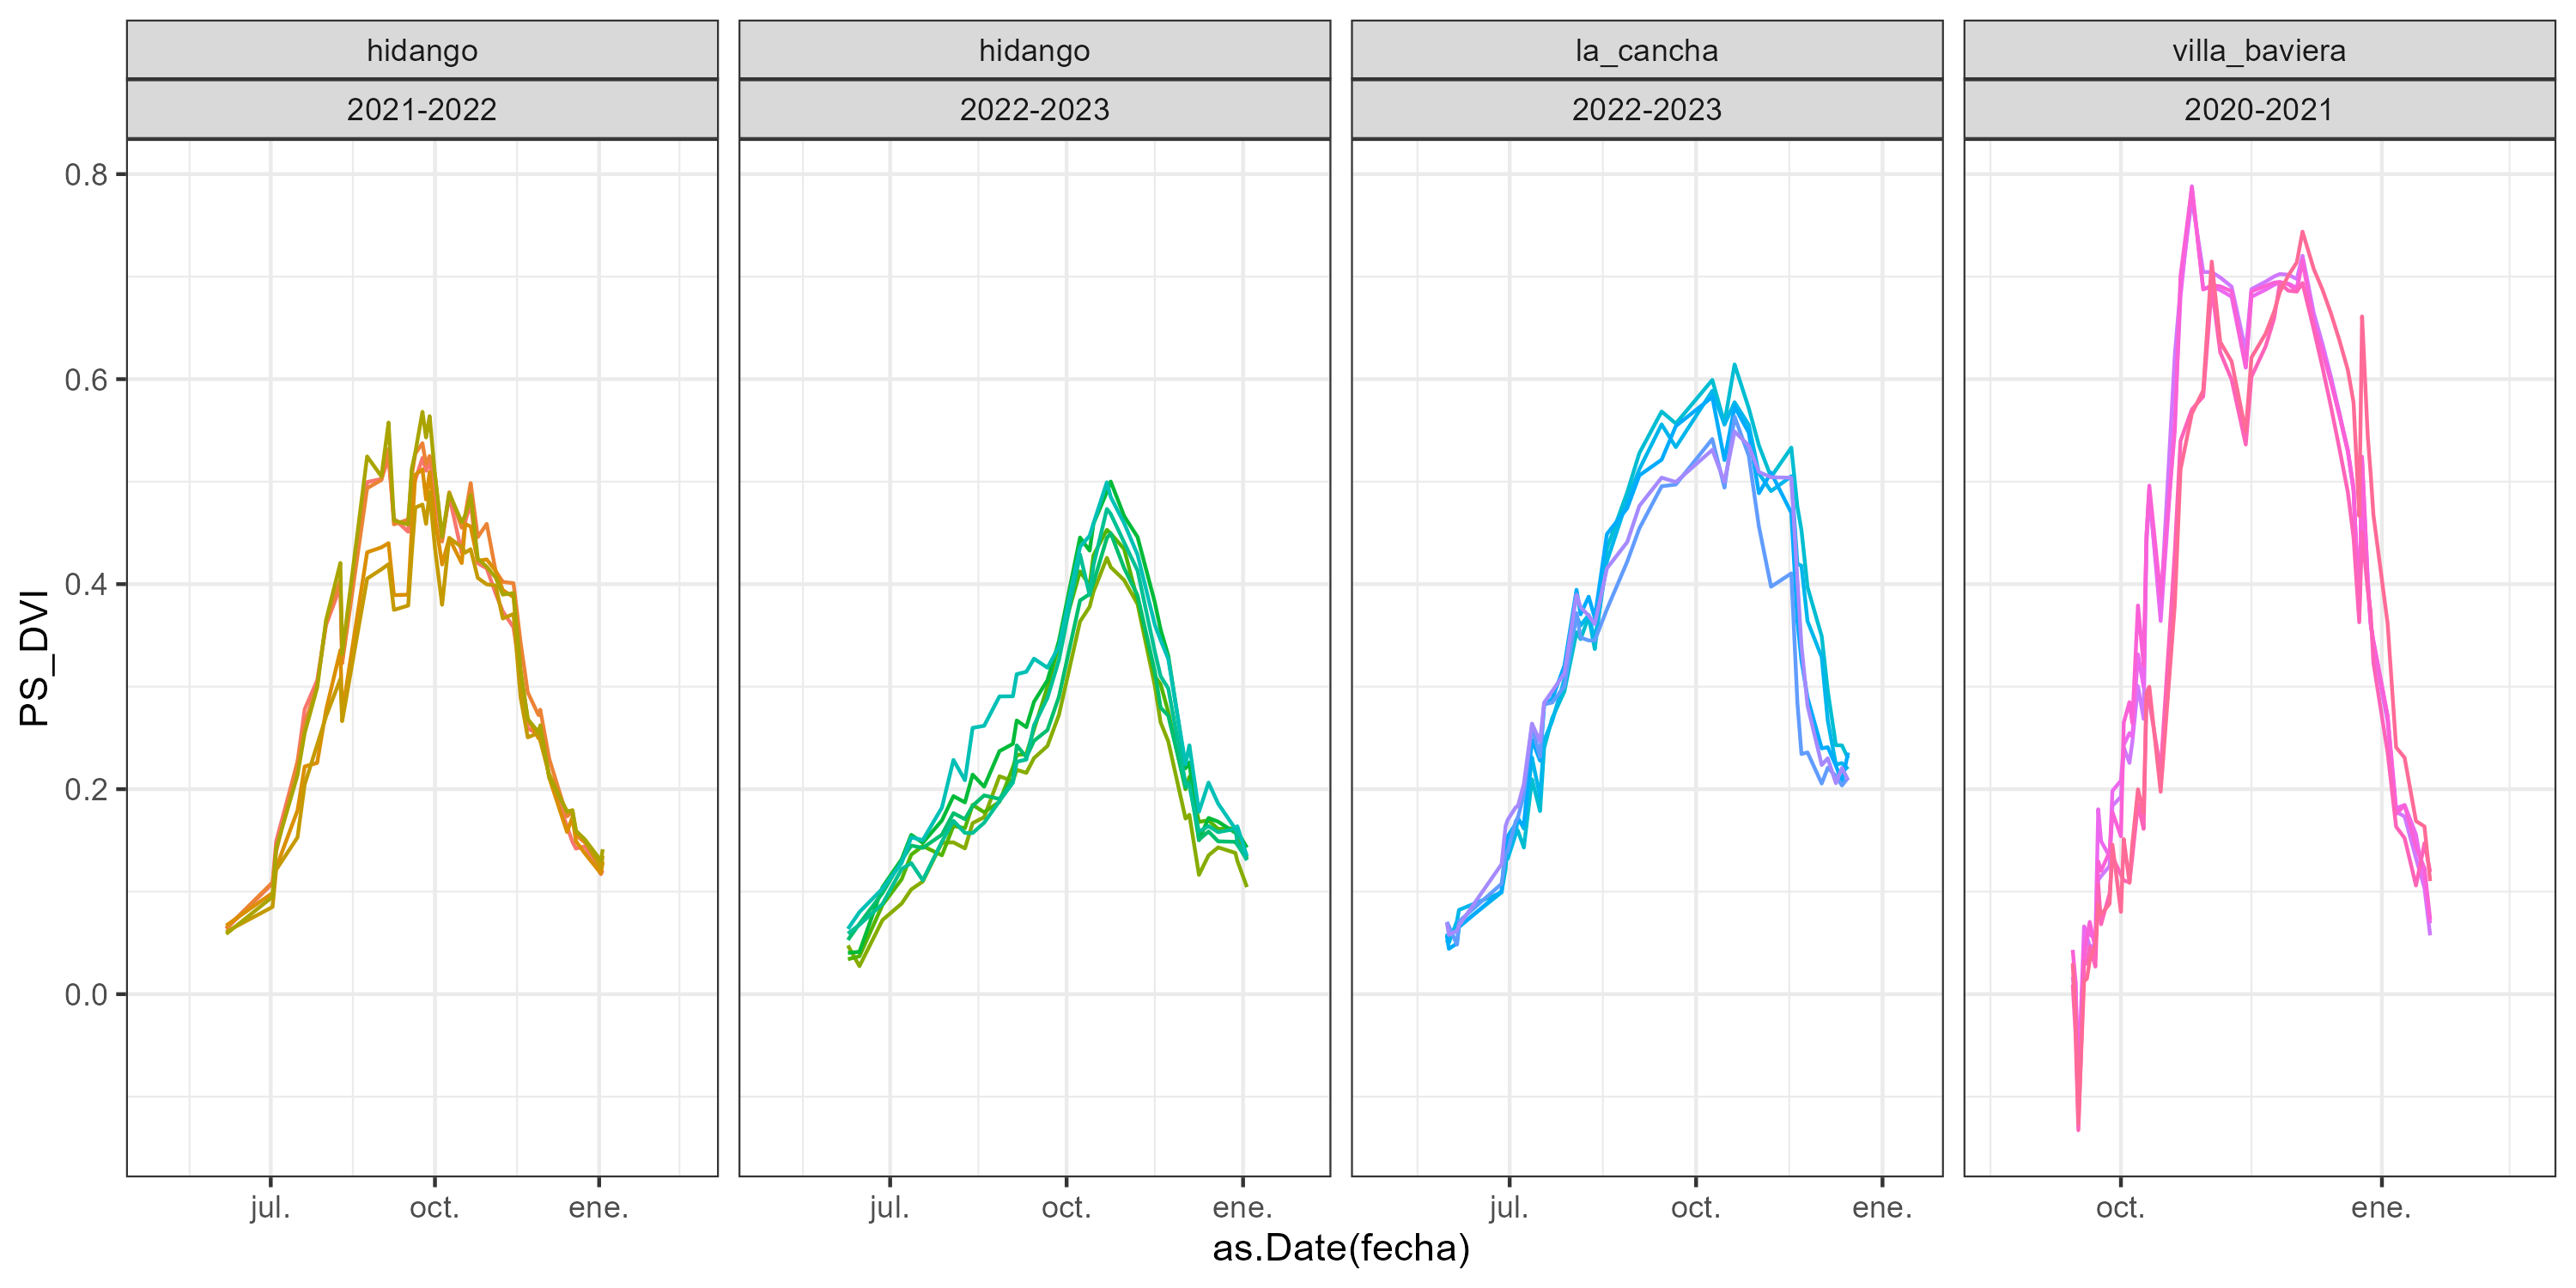 hidango hidango la_cancha villa_baviera
2021-2022 2022-2023 2022-2023 2020-2021
0.8
0.6
0.4
0.2
0.0
PS_DVI
jul. oct. ene. jul. oct. ene. jul. oct. ene. oct. ene.
as.Date(fecha)